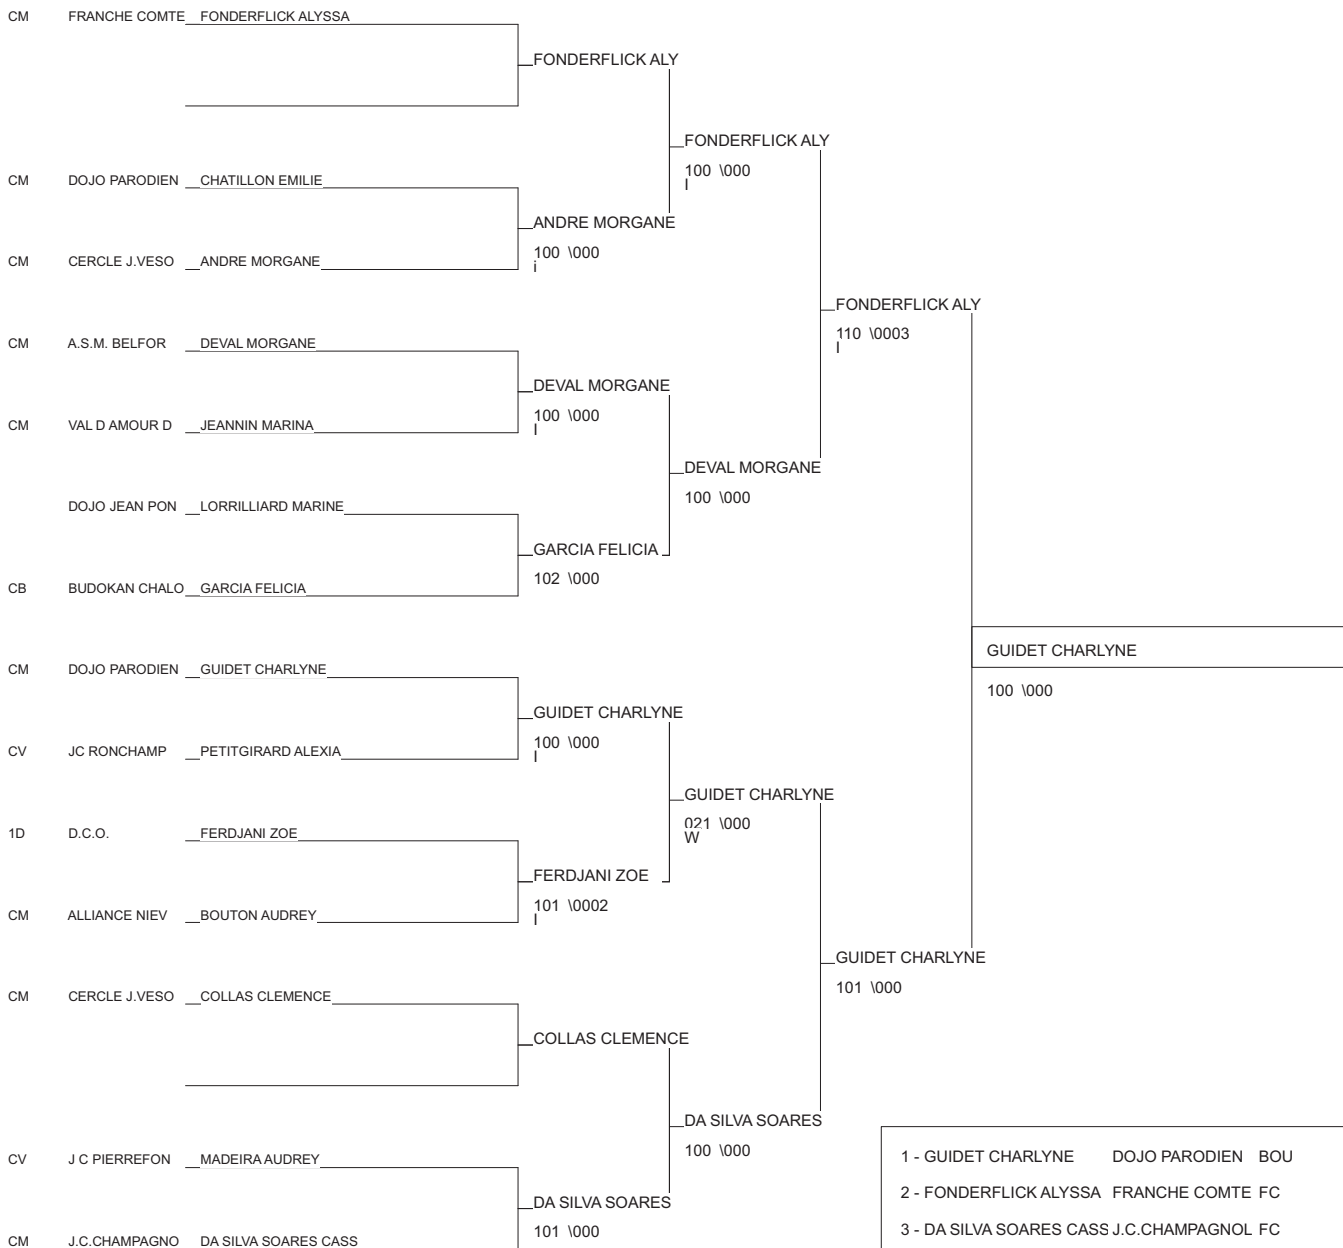 CM FRANCHE COMTE FONDERFLICK ALYSSA
FONDERFLICK ALY
FONDERFLICK ALY
100 \000
I
CM DOJO PARODIEN CHATILLON EMILIE
ANDRE MORGANE
100 \000
i
CM CERCLE J.VESO ANDRE MORGANE
FONDERFLICK ALY
110 \0003
I
CM A.S.M. BELFOR DEVAL MORGANE
DEVAL MORGANE
100 \000
I
CM VAL D AMOUR D JEANNIN MARINA
DEVAL MORGANE
100 \000
DOJO JEAN PON LORRILLIARD MARINE
GARCIA FELICIA
102 \000
CB BUDOKAN CHALO GARCIA FELICIA
GUIDET CHARLYNE
100 \000
CM DOJO PARODIEN GUIDET CHARLYNE
GUIDET CHARLYNE
100 \000
I
CV JC RONCHAMP PETITGIRARD ALEXIA
GUIDET CHARLYNE
021 \000
W
1D D.C.O. FERDJANI ZOE
FERDJANI ZOE
101 \0002
I
CM ALLIANCE NIEV BOUTON AUDREY
GUIDET CHARLYNE
101 \000
CM CERCLE J.VESO COLLAS CLEMENCE
COLLAS CLEMENCE
DA SILVA SOARES
100 \000
CV J C PIERREFON MADEIRA AUDREY
DA SILVA SOARES
101 \000
CM J.C.CHAMPAGNO DA SILVA SOARES CASS
1 - GUIDET CHARLYNE DOJO PARODIEN BOU
2 - FONDERFLICK ALYSSA FRANCHE COMTE FC
3 - DA SILVA SOARES CASS J.C.CHAMPAGNOL FC